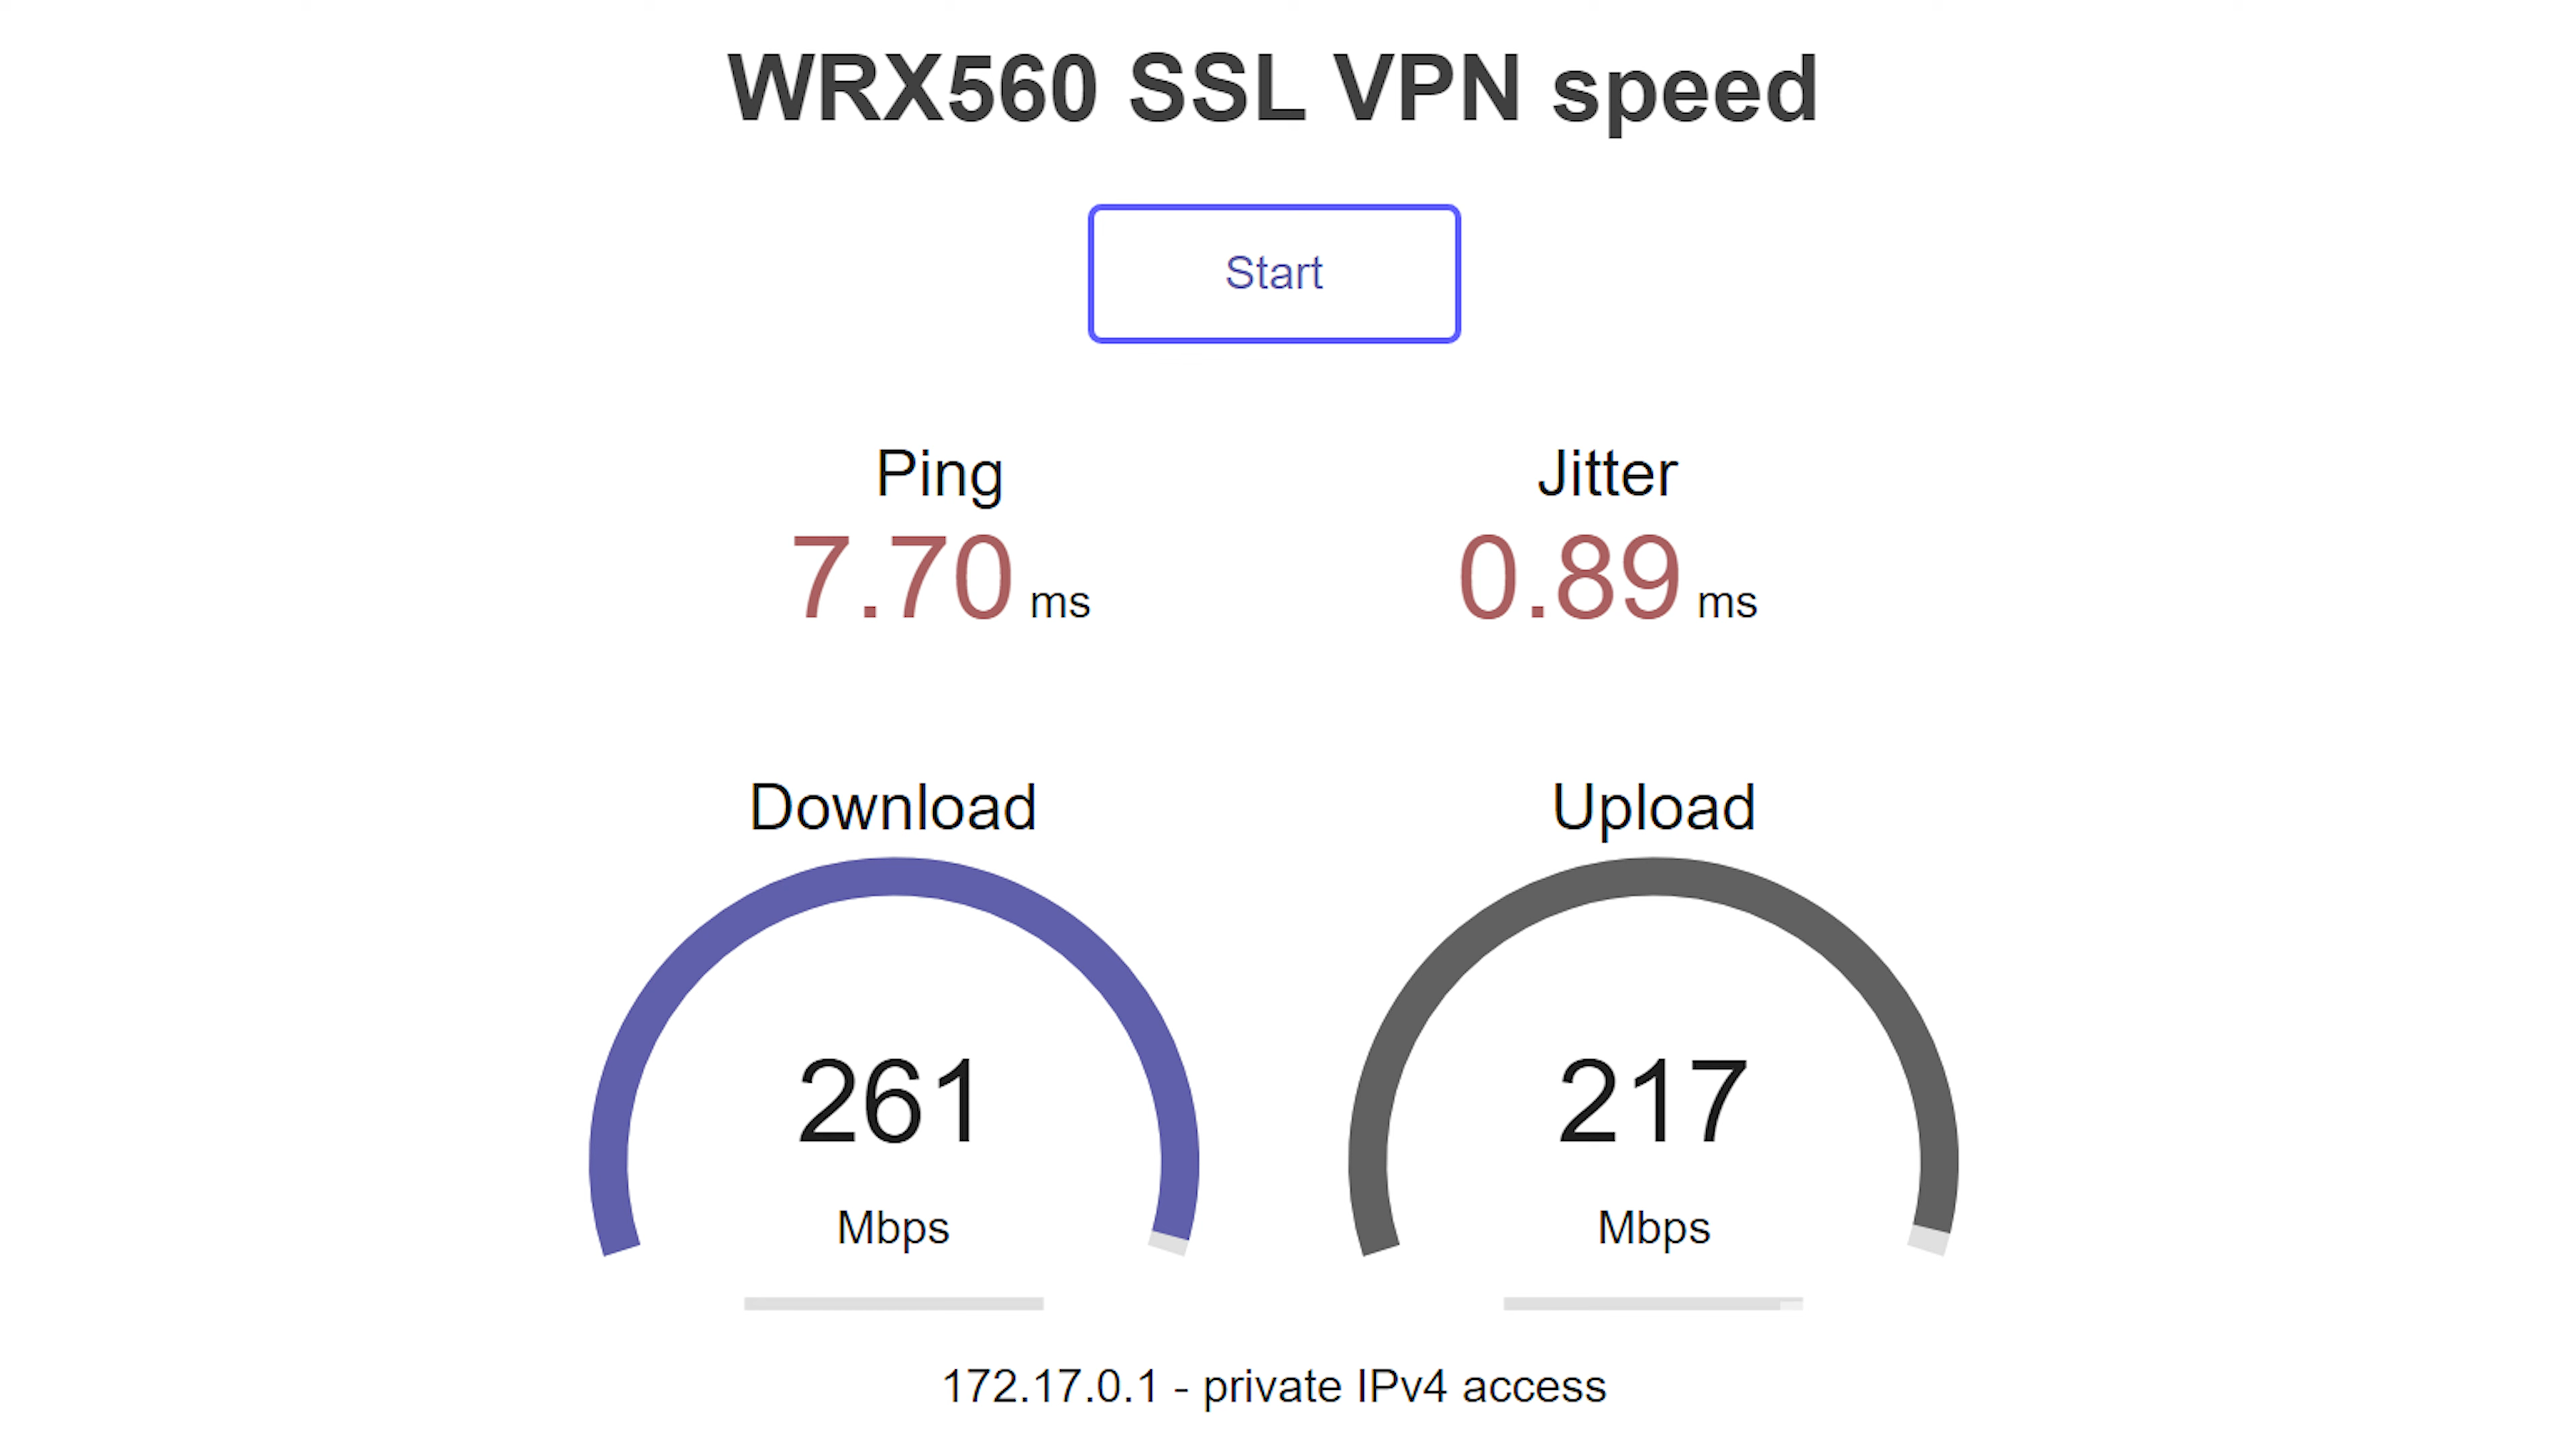 WRX560 SSL VPN speed
Start
Ping
7.70 ms
Jitter
0.89 ms
Download
261
Mbps
Upload
217
Mbps
172.17.0.1 - private IPv4 access